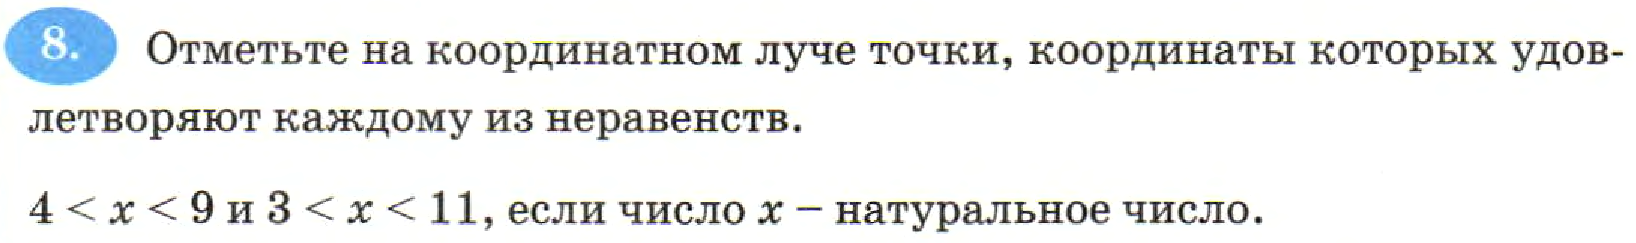 8. Отметьте на координатном луче точки, координаты которых удов-
летворяют каждому из неравенств.
4 < x < 9 и 3 < x < 11, если число x – натуральное число.